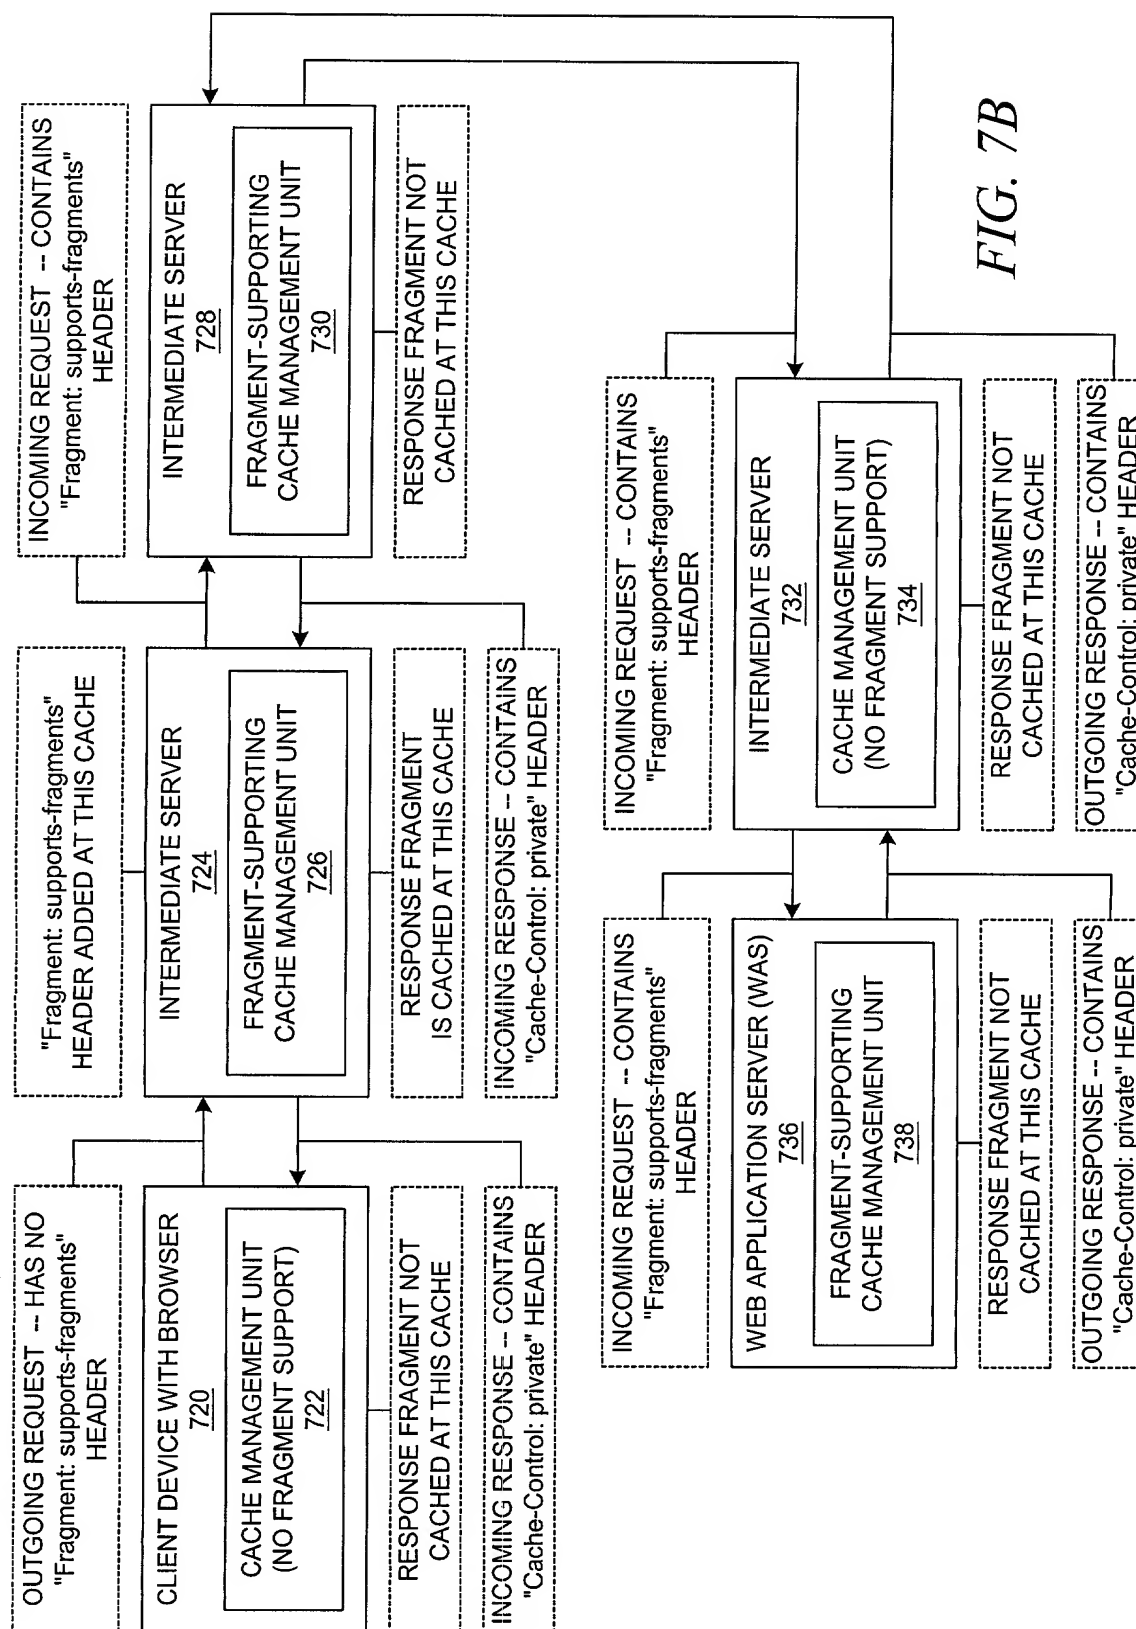 OUTGOING REQUEST -- HAS NO
"Fragment: supports-fragments"
HEADER
CLIENT DEVICE WITH BROWSER
720
CACHE MANAGEMENT UNIT
(NO FRAGMENT SUPPORT)
722
RESPONSE FRAGMENT NOT
CACHED AT THIS CACHE
INCOMING RESPONSE -- CONTAINS
"Cache-Control: private" HEADER
"Fragment: supports-fragments"
HEADER ADDED AT THIS CACHE
INTERMEDIATE SERVER
724
FRAGMENT-SUPPORTING
CACHE MANAGEMENT UNIT
726
RESPONSE FRAGMENT
IS CACHED AT THIS CACHE
INCOMING RESPONSE -- CONTAINS
"Cache-Control: private" HEADER
INCOMING REQUEST -- CONTAINS
"Fragment: supports-fragments"
HEADER
INTERMEDIATE SERVER
728
FRAGMENT-SUPPORTING
CACHE MANAGEMENT UNIT
730
RESPONSE FRAGMENT NOT
CACHED AT THIS CACHE
INCOMING REQUEST -- CONTAINS
"Fragment: supports-fragments"
HEADER
WEB APPLICATION SERVER (WAS)
736
FRAGMENT-SUPPORTING
CACHE MANAGEMENT UNIT
738
RESPONSE FRAGMENT NOT
CACHED AT THIS CACHE
OUTGOING RESPONSE -- CONTAINS
"Cache-Control: private" HEADER
INCOMING REQUEST -- CONTAINS
"Fragment: supports-fragments"
HEADER
INTERMEDIATE SERVER
732
CACHE MANAGEMENT UNIT
(NO FRAGMENT SUPPORT)
734
RESPONSE FRAGMENT NOT
CACHED AT THIS CACHE
OUTGOING RESPONSE -- CONTAINS
"Cache-Control: private" HEADER
FIG. 7B